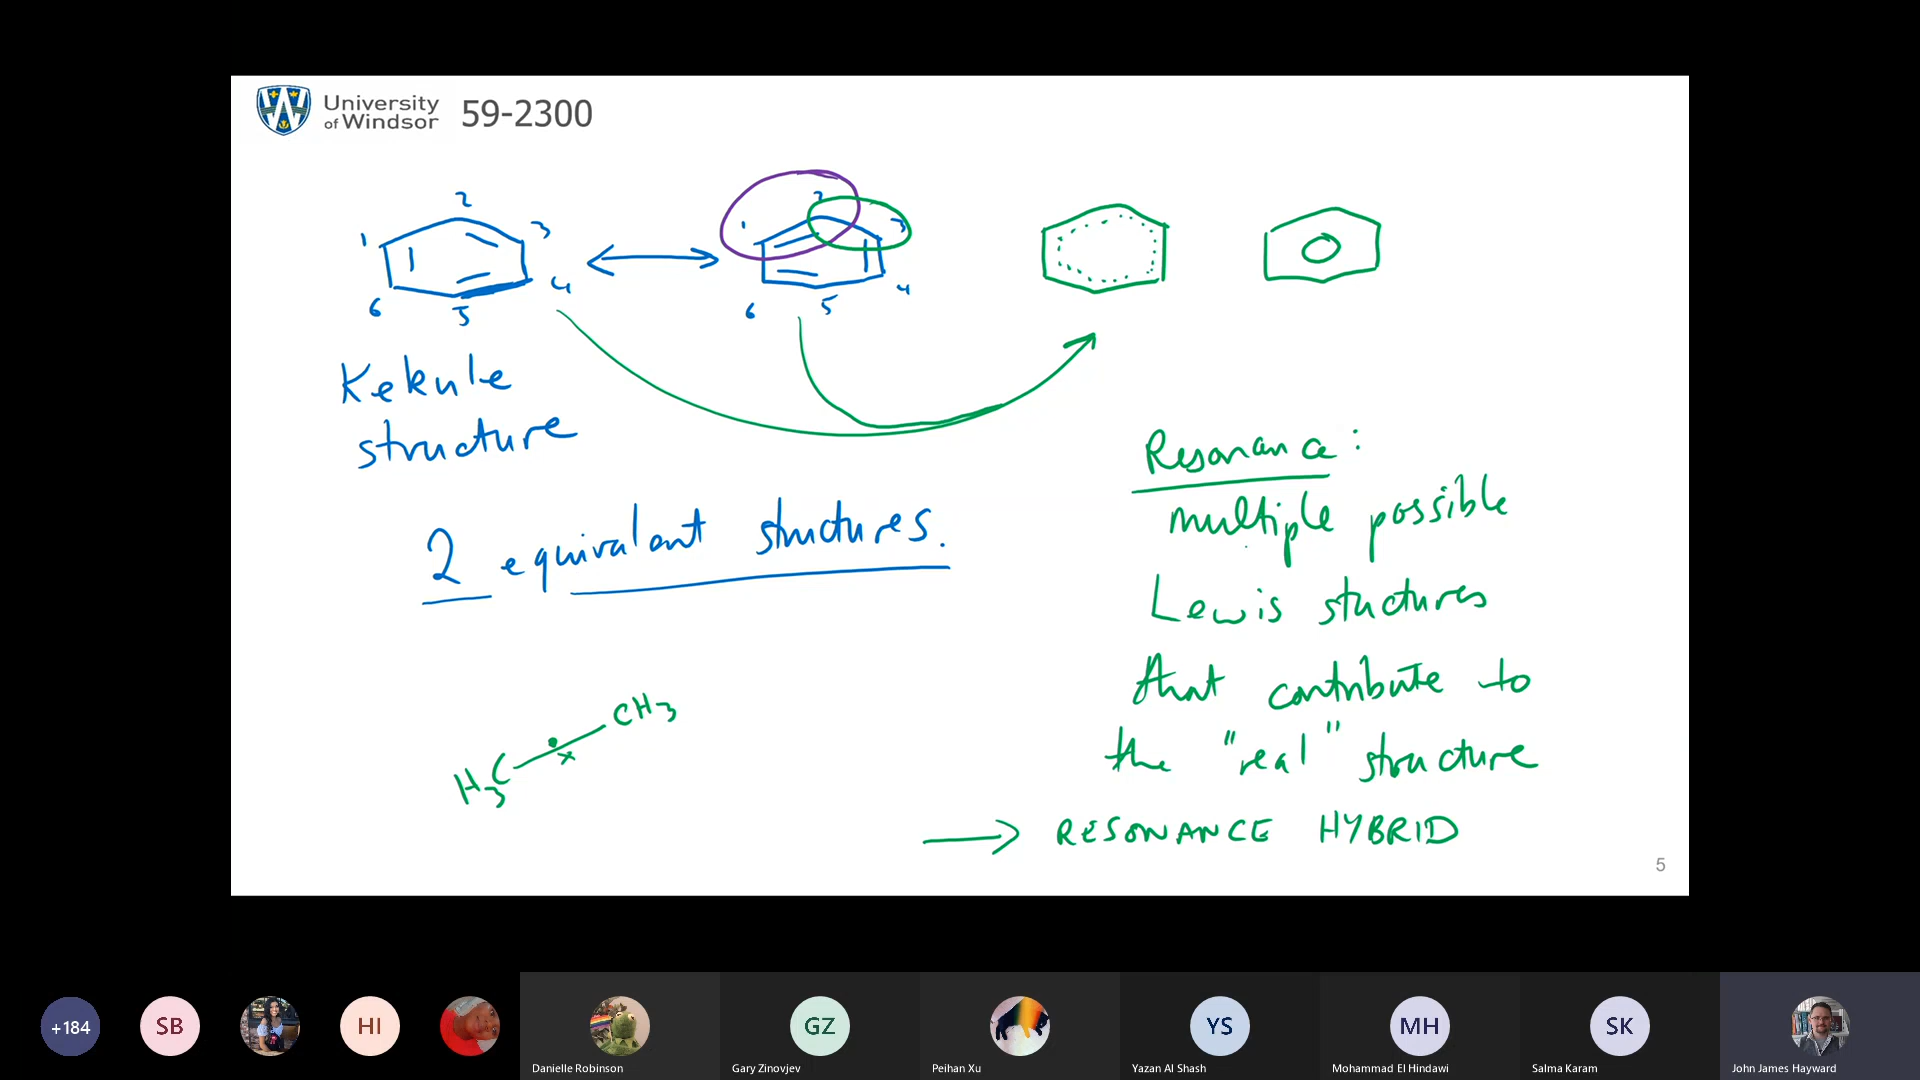 University
of Windsor
59-2300
2
1
3
6
4
5
2
1
3
6
5
4
Kekule
structure
2 equivalent structures.
Resonance:
multiple possible
Lewis stuctures
that contribute to
the "real" structure
→ RESONANCE HYBRID
CH3
x
H3C
5
+184
SB
HI
GZ
YS
MH
SK
Danielle Robinson
Gary Zinovjev
Peihan Xu
Yazan Al Shash
Mohammad El Hindawi
Salma Karam
John James Hayward